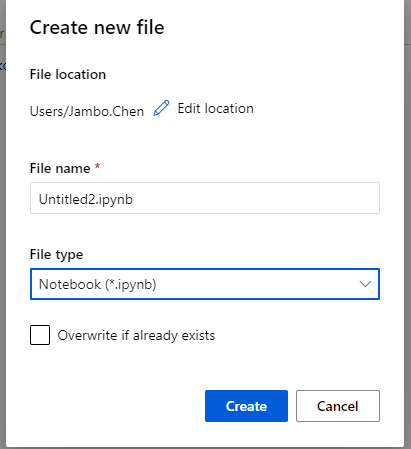 Create new file
File location
Users/Jambo.Chen Edit location
File name *
Untitled2.ipynb
File type
Notebook (*.ipynb)
Overwrite if already exists
Create Cancel